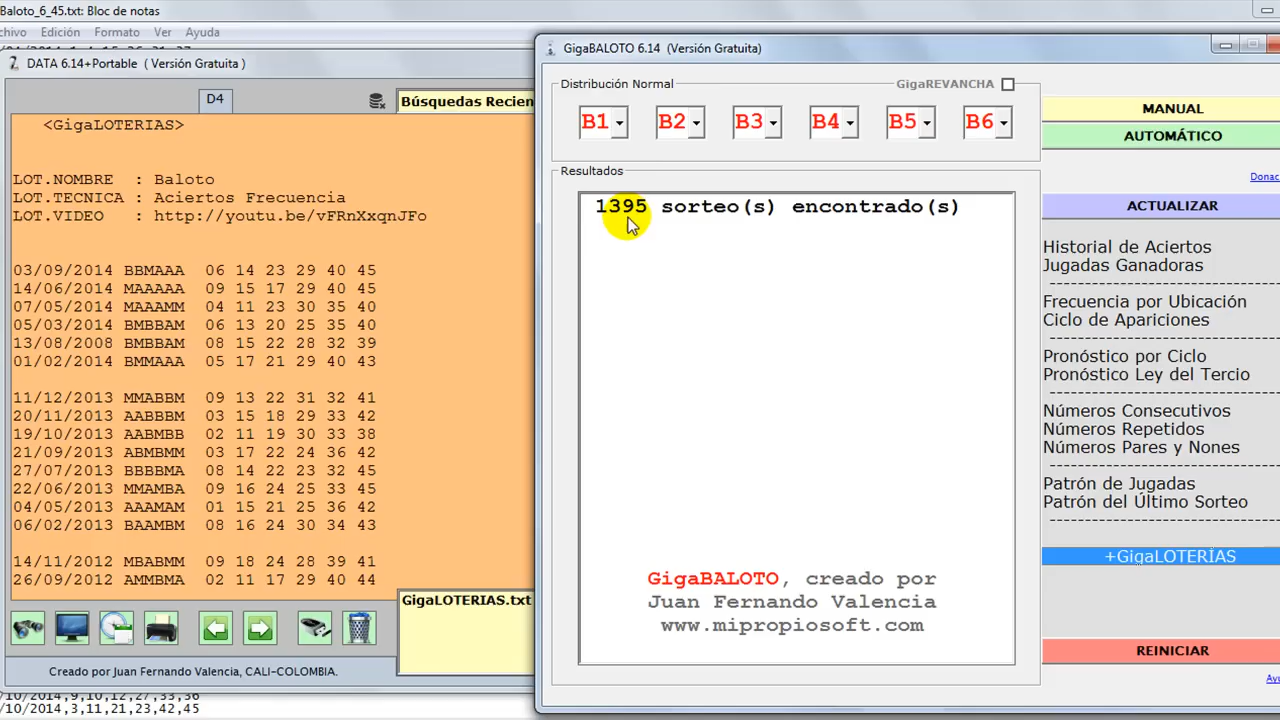 Baloto_6_45.txt: Bloc de notas
chivo Edición Formato Ver Ayuda
DATA 6.14+Portable ( Versión Gratuita )
D4
Búsquedas Recien
<GigaLOTERIAS>
LOT.NOMBRE : Baloto
LOT.TECNICA : Aciertos Frecuencia
LOT.VIDEO : http://youtu.be/vFRnXxqnJFo
03/09/2014 BBMAAA 06 14 23 29 40 45
14/06/2014 MAAAAA 09 15 17 29 40 45
07/05/2014 MAAAMM 04 11 23 30 35 40
05/03/2014 BMBBAM 06 13 20 25 35 40
13/08/2008 BMBBAM 08 15 22 28 32 39
01/02/2014 BMMAAA 05 17 21 29 40 43
11/12/2013 MMABBM 09 13 22 31 32 41
20/11/2013 AABBBM 03 15 18 29 33 42
19/10/2013 AABMBB 02 11 19 30 33 38
21/09/2013 ABMBMM 03 17 22 24 36 42
27/07/2013 BBBBMA 08 14 22 23 32 45
22/06/2013 MMAMBA 09 16 24 25 33 45
04/05/2013 AAAMAM 01 15 21 25 36 42
06/02/2013 BAAMBM 08 16 24 30 34 43
14/11/2012 MBABMM 09 18 24 28 39 41
26/09/2012 AMMBMA 02 11 17 29 40 44
GigaLOTERIAS.txt
Creado por Juan Fernando Valencia, CALI-COLOMBIA.
/10/2014,9,10,12,27,33,36
/10/2014,3,11,21,23,42,45
GigaBALOTO 6.14 (Versión Gratuita)
Distribución Normal
GigaREVANCHA
B1 B2 B3 B4 B5 B6
Resultados
1395 sorteo(s) encontrado(s)
GigaBALOTO, creado por
Juan Fernando Valencia
www.mipropiosoft.com
MANUAL
AUTOMÁTICO
Donac
ACTUALIZAR
Historial de Aciertos
Jugadas Ganadoras
Frecuencia por Ubicación
Ciclo de Apariciones
Pronóstico por Ciclo
Pronóstico Ley del Tercio
Números Consecutivos
Números Repetidos
Números Pares y Nones
Patrón de Jugadas
Patrón del Último Sorteo
+GigaLOTERÍAS
REINICIAR
Ayu